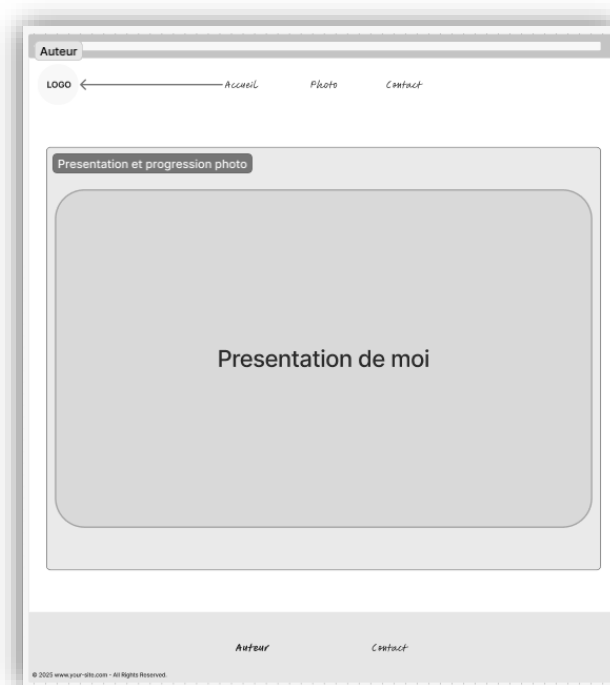 Auteur
LOGO Accueil Photo Contact
Presentation et progression photo
Presentation de moi
Auteur Contact
© 2025 www.your-site.com - All Rights Reserved.